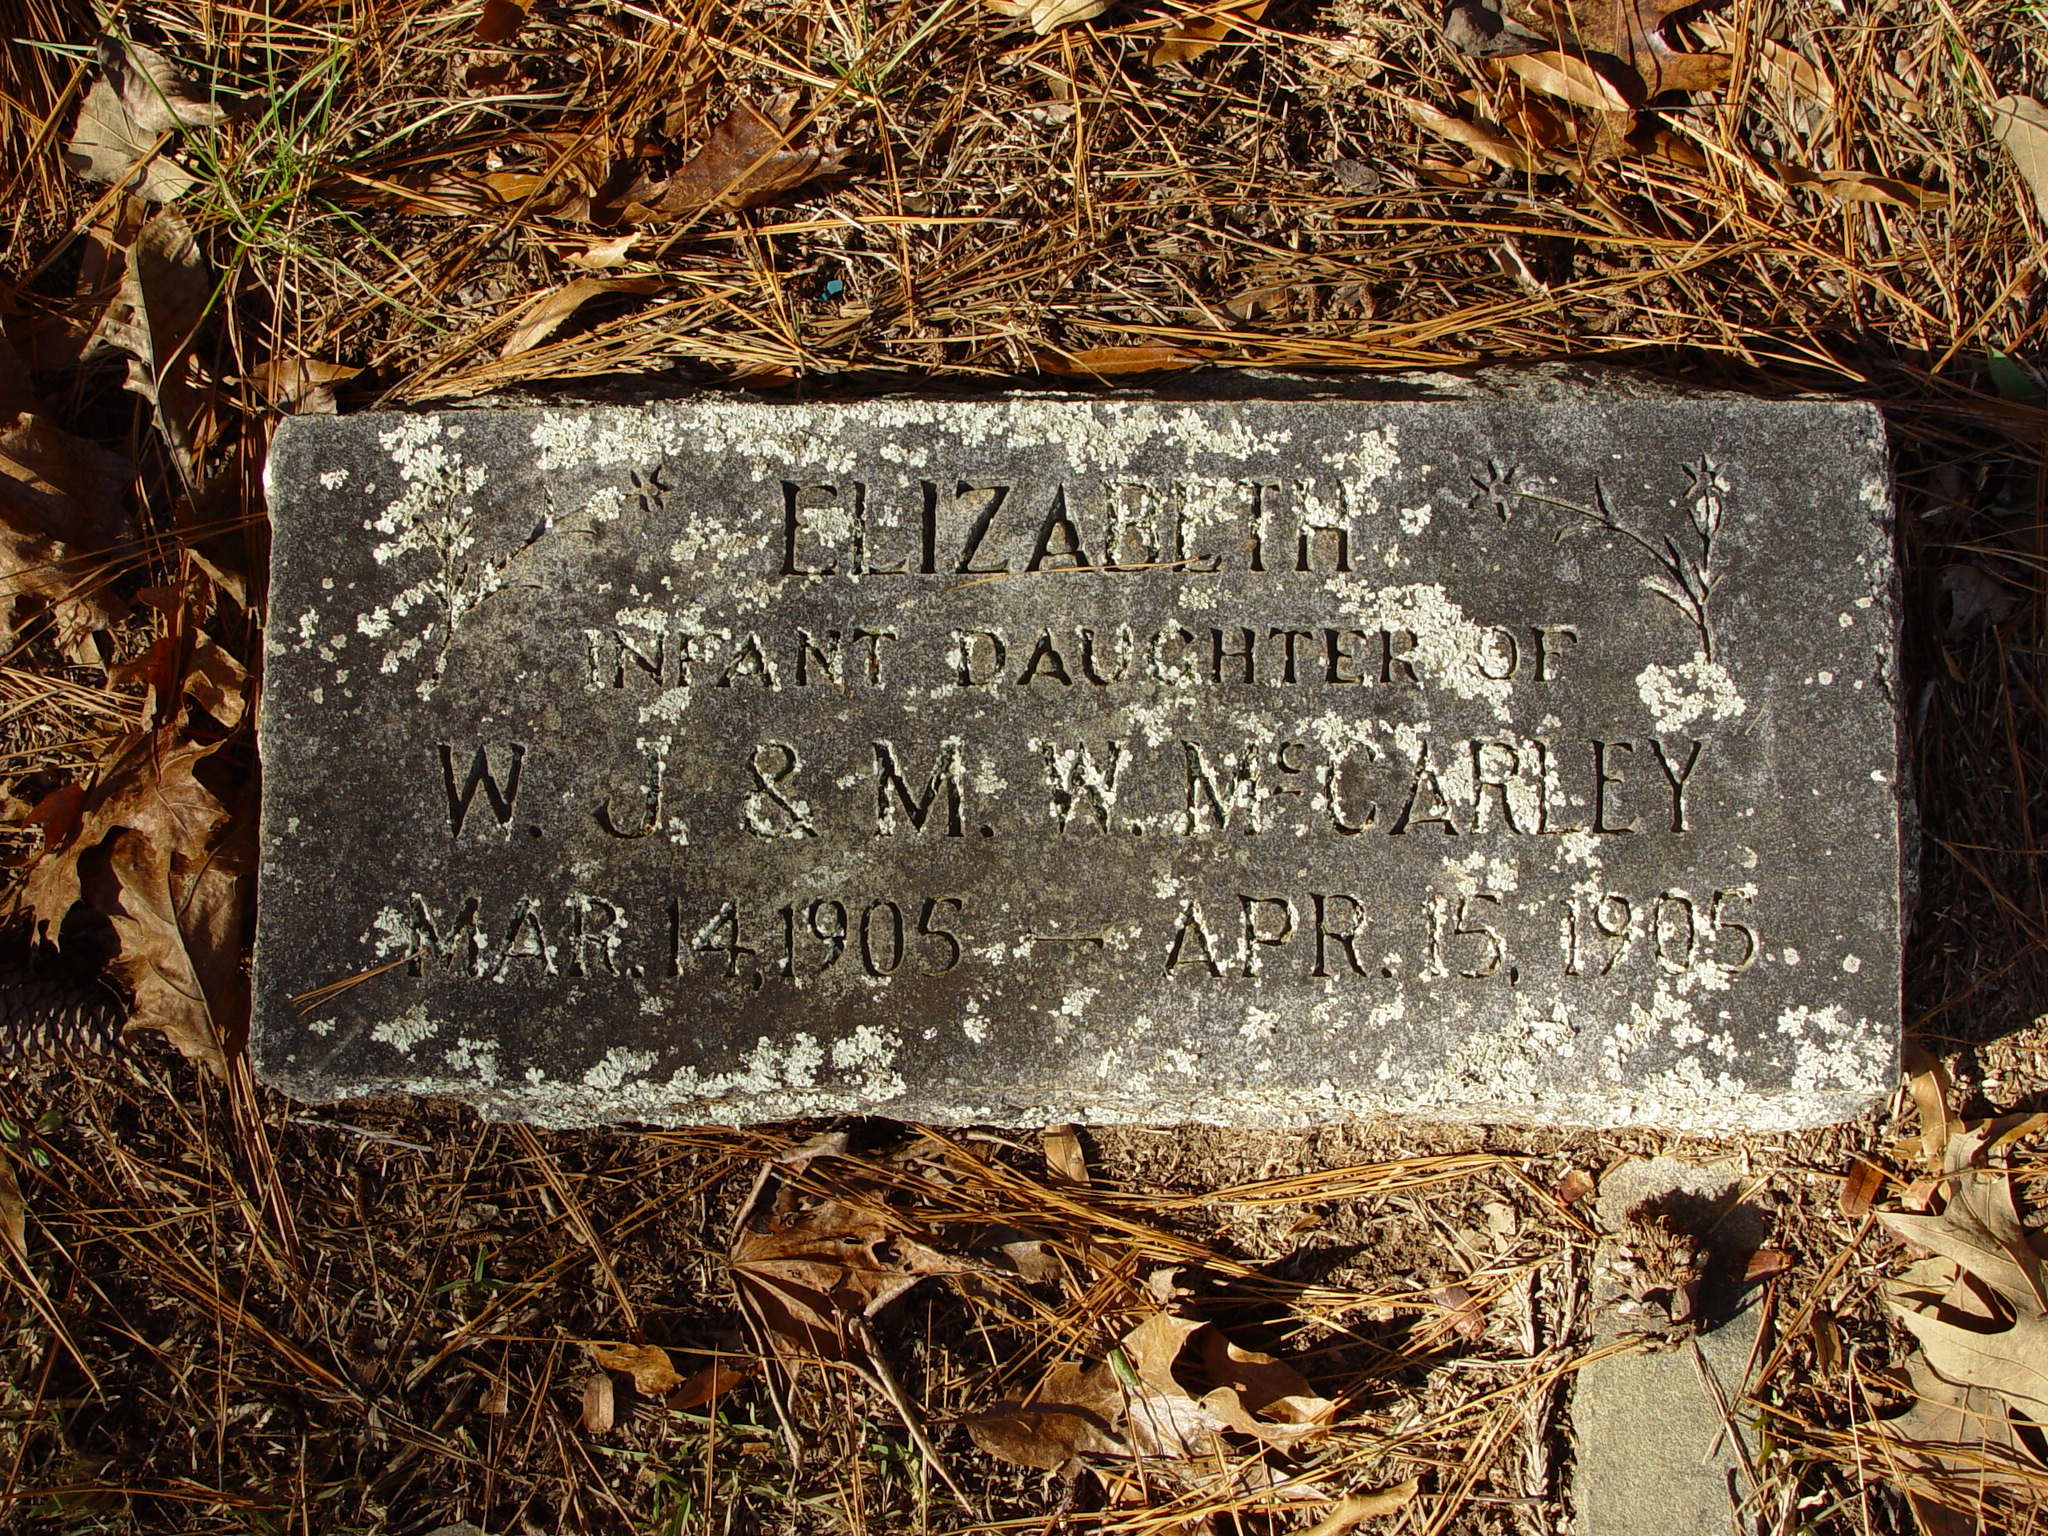 ELIZABETH
INFANT DAUGHTER OF
W. J. & M. W. McCARLEY
MAR. 14, 1905 — APR. 15, 1905